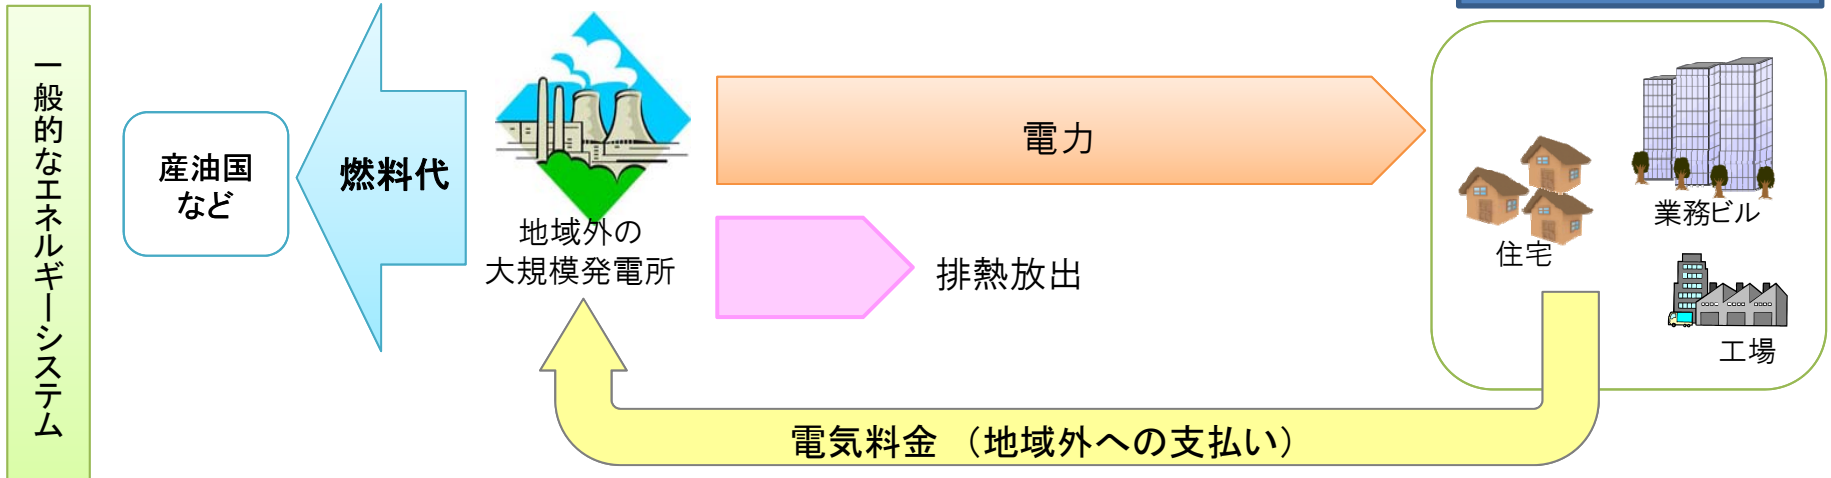 一般的なエネルギーシステム
産油国
など
燃料代
地域外の
大規模発電所
電力
排熱放出
住宅
業務ビル
工場
電気料金 （地域外への支払い）